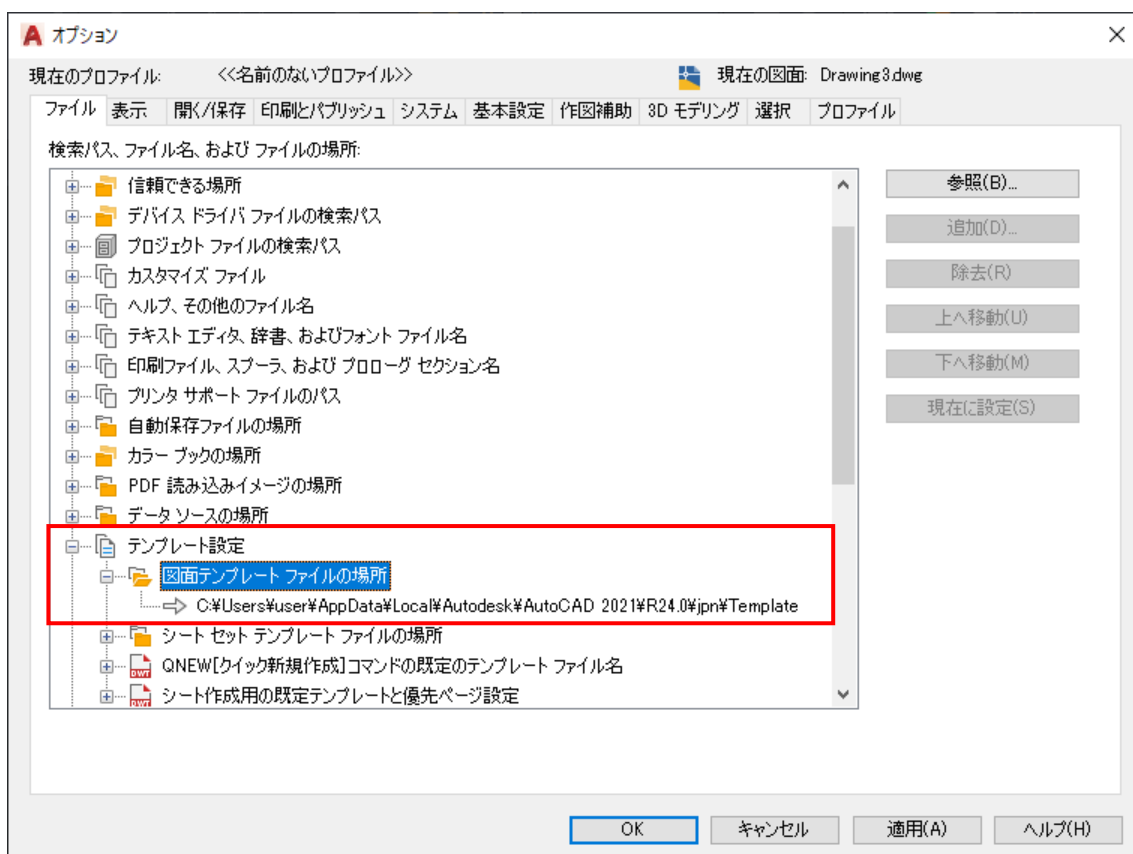 オプション
現在のプロファイル: <<名前のないプロファイル>> 現在の図面: Drawing3.dwg
ファイル 表示 開く/保存 印刷とパブリッシュ システム 基本設定 作図補助 3D モデリング 選択 プロファイル
検索パス、ファイル名、および ファイルの場所:
信頼できる場所
デバイス ドライバ ファイルの検索パス
プロジェクト ファイルの検索パス
カスタマイズ ファイル
ヘルプ、その他のファイル名
テキスト エディタ、辞書、およびフォント ファイル名
印刷ファイル、スプーラ、および プロローグ セクション名
プリンタ サポート ファイルのパス
自動保存ファイルの場所
カラー ブックの場所
PDF 読み込みイメージの場所
データ ソースの場所
テンプレート設定
図面テンプレート ファイルの場所
C:¥Users¥user¥AppData¥Local¥Autodesk¥AutoCAD 2021¥R24.0¥jpn¥Template
シート セット テンプレート ファイルの場所
QNEW[クイック新規作成]コマンドの既定のテンプレート ファイル名
シート作成用の既定テンプレートと優先ページ設定
参照(B)...
追加(D)...
除去(R)
上へ移動(U)
下へ移動(M)
現在に設定(S)
OK キャンセル 適用(A) ヘルプ(H)